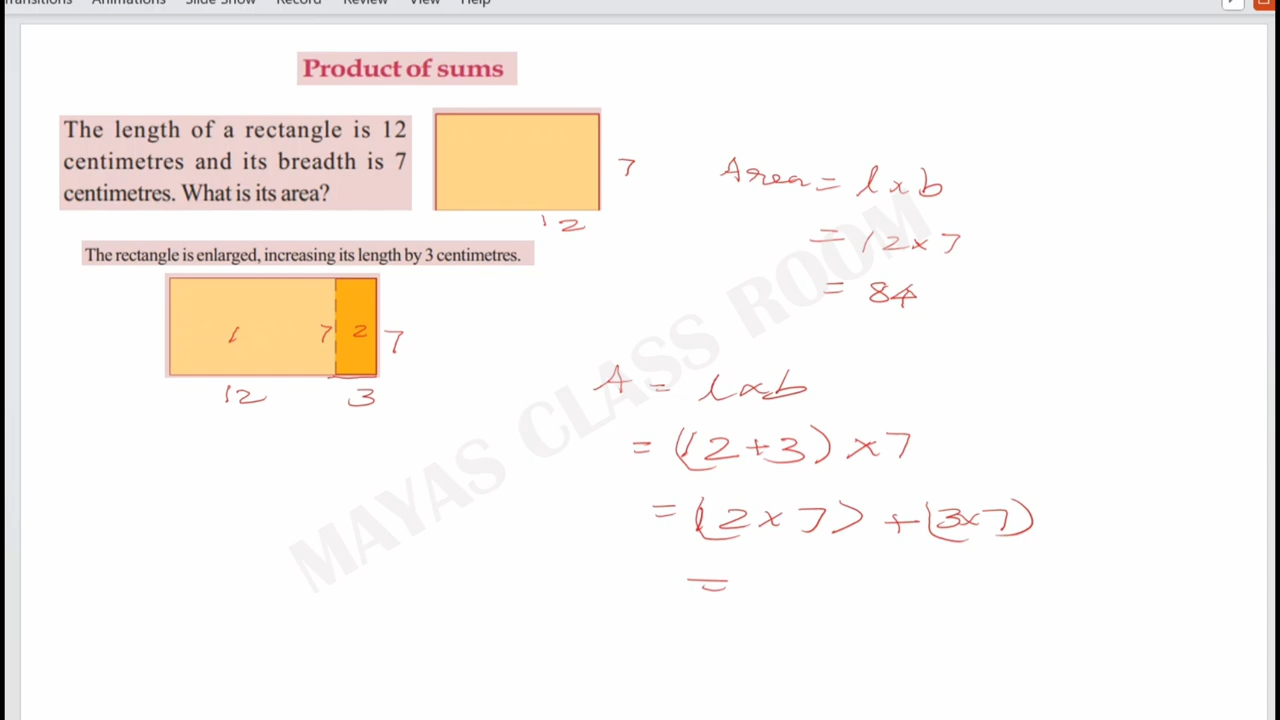 Transitions Animations Slide Show Record Review View Help
Product of sums
The length of a rectangle is 12
centimetres and its breadth is 7
centimetres. What is its area?
7
12
Area = l x b
= 12 x 7
= 84
The rectangle is enlarged, increasing its length by 3 centimetres.
1 7 2 7
12 3
A = l x b
= (12+3) x 7
= (12 x 7) + (3x7)
=
MAYAS CLASS ROOM